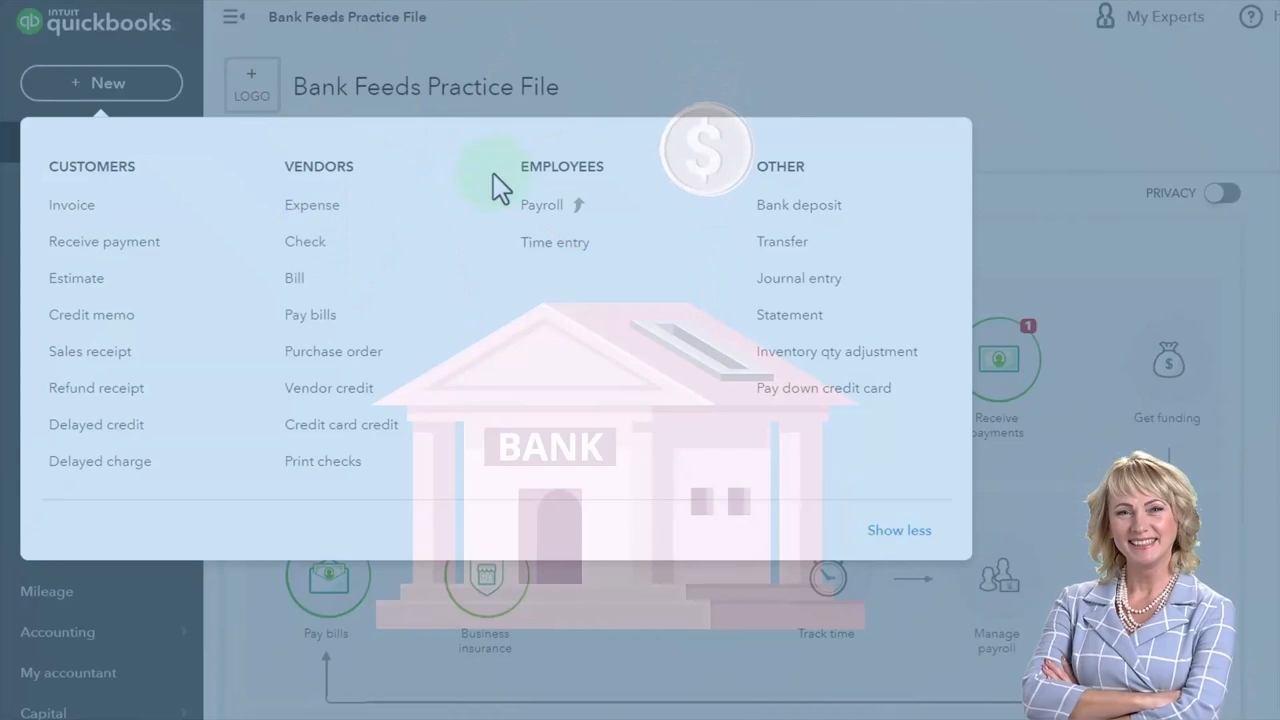 INTUIT
quickbooks.
Bank Feeds Practice File
My Experts
?
+ New
+
LOGO
Bank Feeds Practice File
PRIVACY
CUSTOMERS
Invoice
Receive payment
Estimate
Credit memo
Sales receipt
Refund receipt
Delayed credit
Delayed charge
VENDORS
Expense
Check
Bill
Pay bills
Purchase order
Vendor credit
Credit card credit
Print checks
EMPLOYEES
Payroll
Time entry
OTHER
Bank deposit
Transfer
Journal entry
Statement
Inventory qty adjustment
Pay down credit card
Show less
$
BANK
1
Receive
payments
Get funding
Mileage
Accounting
My accountant
Capital
Pay bills
Business
insurance
Track time
Manage
payroll